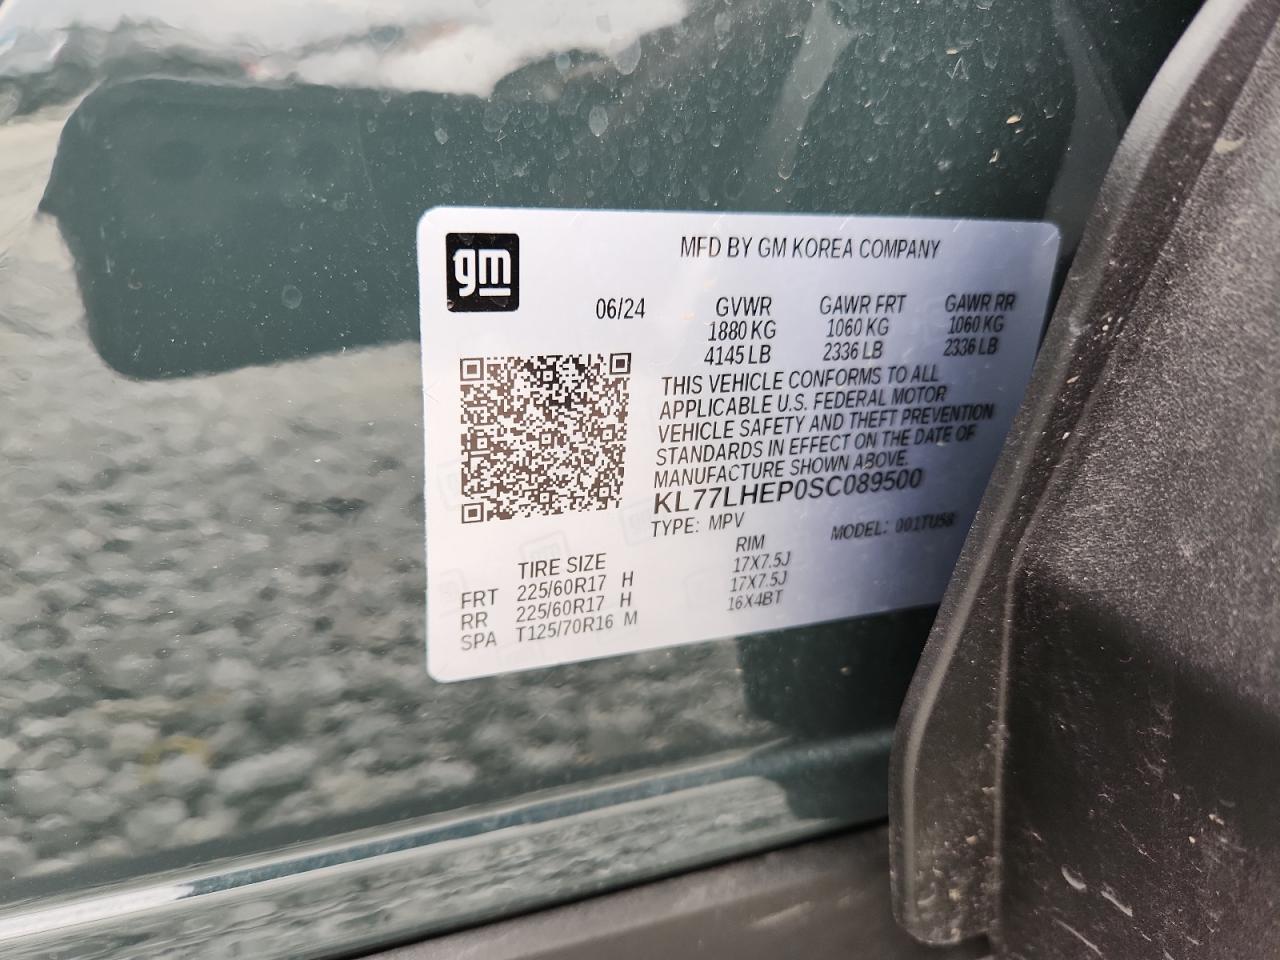 gm
MFD BY GM KOREA COMPANY
06/24 GVWR GAWR FRT GAWR RR
1880 KG 1060 KG 1060 KG
4145 LB 2336 LB 2336 LB
THIS VEHICLE CONFORMS TO ALL
APPLICABLE U.S. FEDERAL MOTOR
VEHICLE SAFETY AND THEFT PREVENTION
STANDARDS IN EFFECT ON THE DATE OF
MANUFACTURE SHOWN ABOVE.
KL77LHEP0SC089500
TYPE: MPV MODEL: 001TU58
TIRE SIZE RIM
FRT 225/60R17 H 17X7.5J
RR 225/60R17 H 17X7.5J
SPA T125/70R16 M 16X4BT